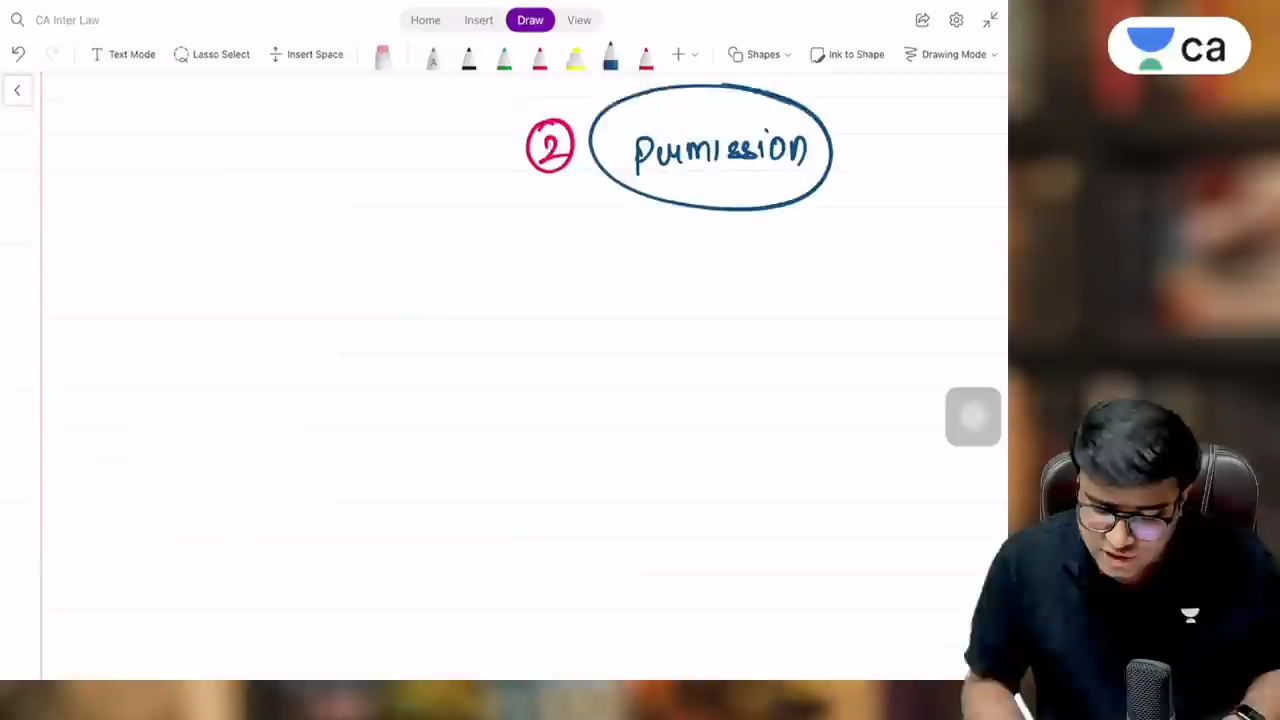 CA Inter Law
Home Insert Draw View
ca
Text Mode Lasso Select Insert Space A Shapes Ink to Shape Drawing Mode
2 Permission